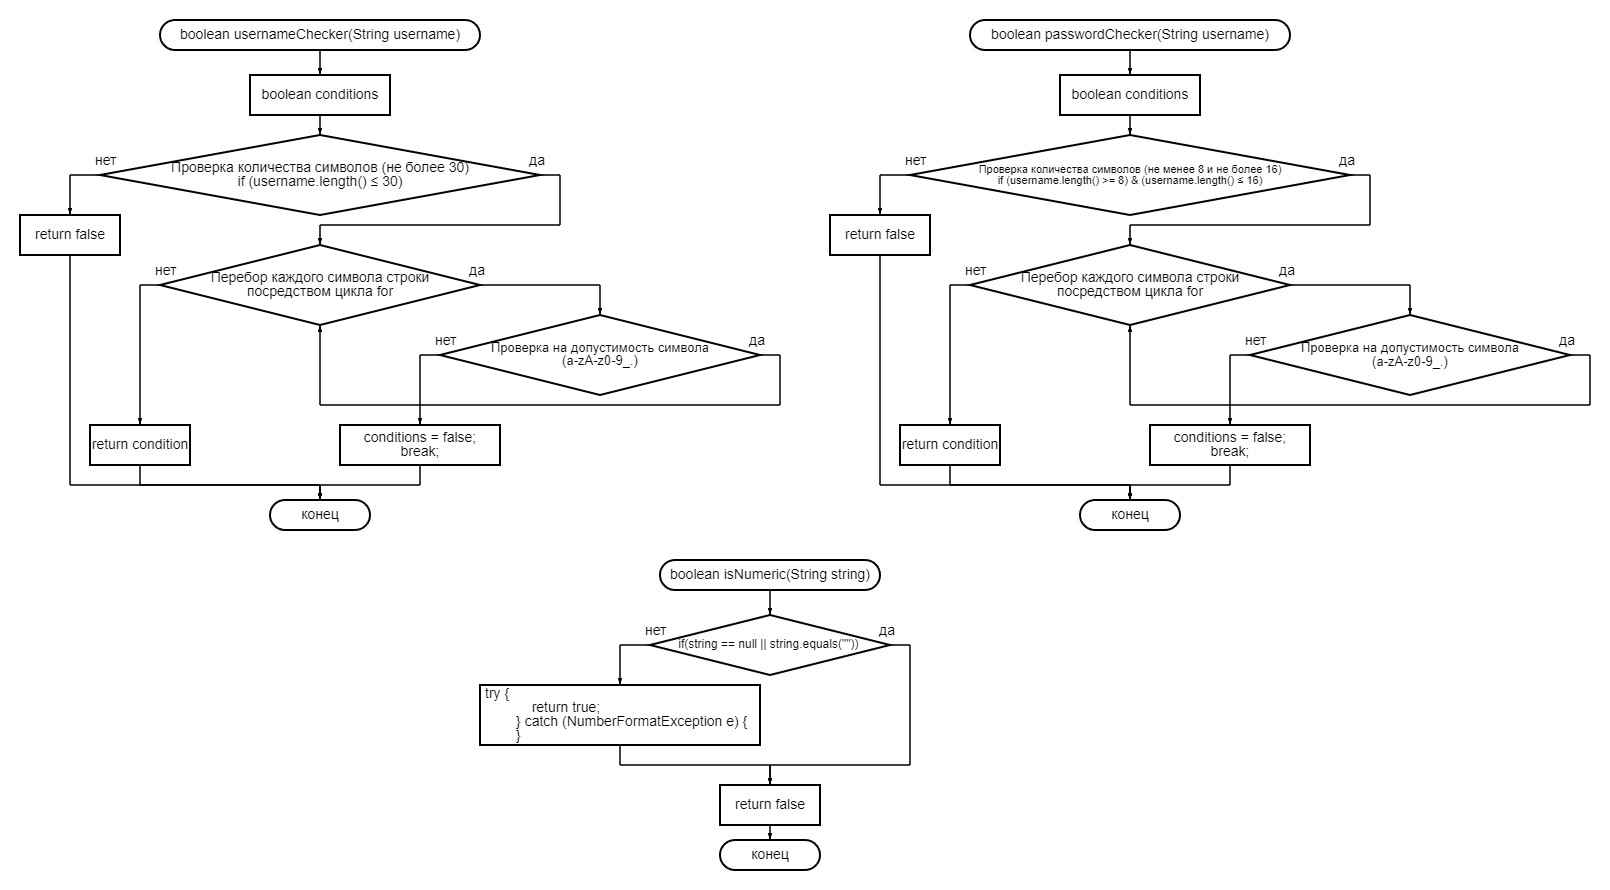 boolean usernameChecker(String username)
boolean conditions
нет
да
Проверка количества символов (не более 30)
if (username.length() ≤ 30)
return false
нет
да
Перебор каждого символа строки
посредством цикла for
нет
да
Проверка на допустимость символа
(a-zA-z0-9_.)
return condition
conditions = false;
break;
конец
boolean passwordChecker(String username)
boolean conditions
нет
да
Проверка количества символов (не менее 8 и не более 16)
if (username.length() >= 8) & (username.length() ≤ 16)
return false
нет
да
Перебор каждого символа строки
посредством цикла for
нет
да
Проверка на допустимость символа
(a-zA-z0-9_.)
return condition
conditions = false;
break;
конец
boolean isNumeric(String string)
нет
да
if(string == null || string.equals(""))
try {
return true;
} catch (NumberFormatException e) {
}
return false
конец